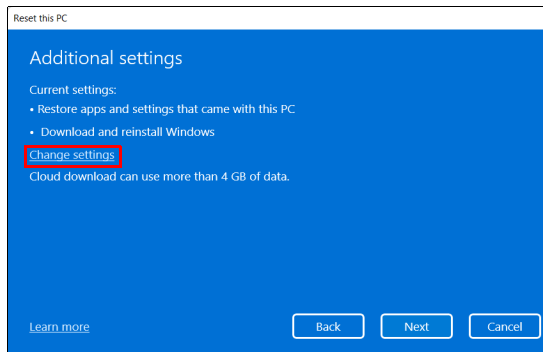 Reset this PC
Additional settings
Current settings:
• Restore apps and settings that came with this PC
• Download and reinstall Windows
Change settings
Cloud download can use more than 4 GB of data.
Learn more
Back
Next
Cancel